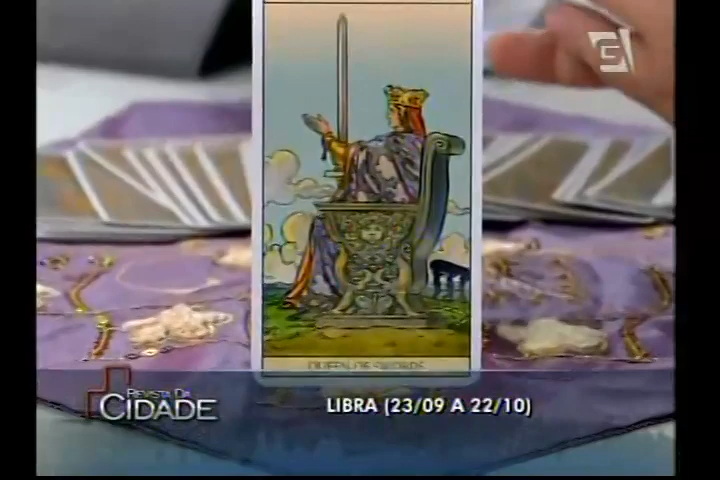 QUEEN OF SWORDS
REVISTA DA
CIDADE
LIBRA (23/09 A 22/10)